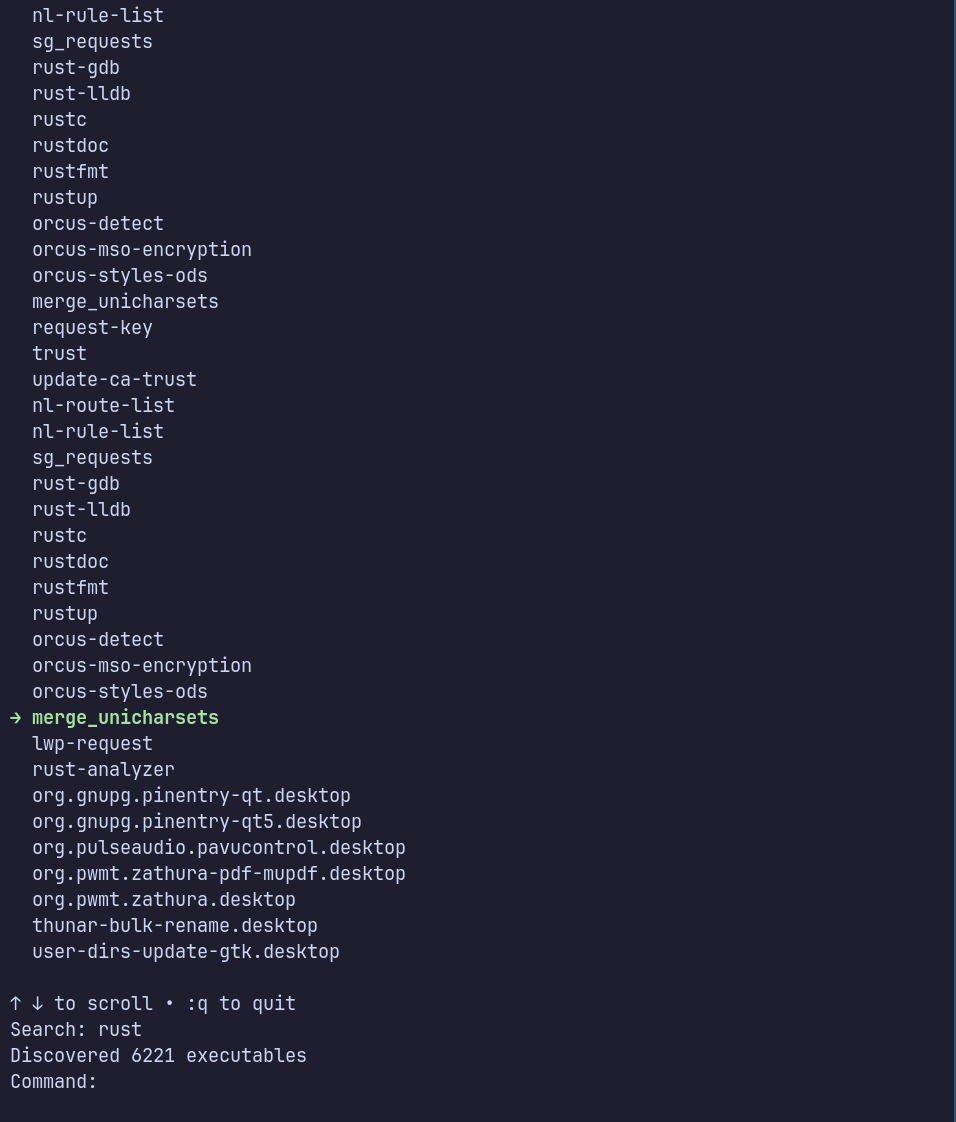 nl-rule-list
sg_requests
rust-gdb
rust-lldb
rustc
rustdoc
rustfmt
rustup
orcus-detect
orcus-mso-encryption
orcus-styles-ods
merge_unicharsets
request-key
trust
update-ca-trust
nl-route-list
nl-rule-list
sg_requests
rust-gdb
rust-lldb
rustc
rustdoc
rustfmt
rustup
orcus-detect
orcus-mso-encryption
orcus-styles-ods
→ merge_unicharsets
lwp-request
rust-analyzer
org.gnupg.pinentry-qt.desktop
org.gnupg.pinentry-qt5.desktop
org.pulseaudio.pavucontrol.desktop
org.pwmt.zathura-pdf-mupdf.desktop
org.pwmt.zathura.desktop
thunar-bulk-rename.desktop
user-dirs-update-gtk.desktop
↑ ↓ to scroll • :q to quit
Search: rust
Discovered 6221 executables
Command: